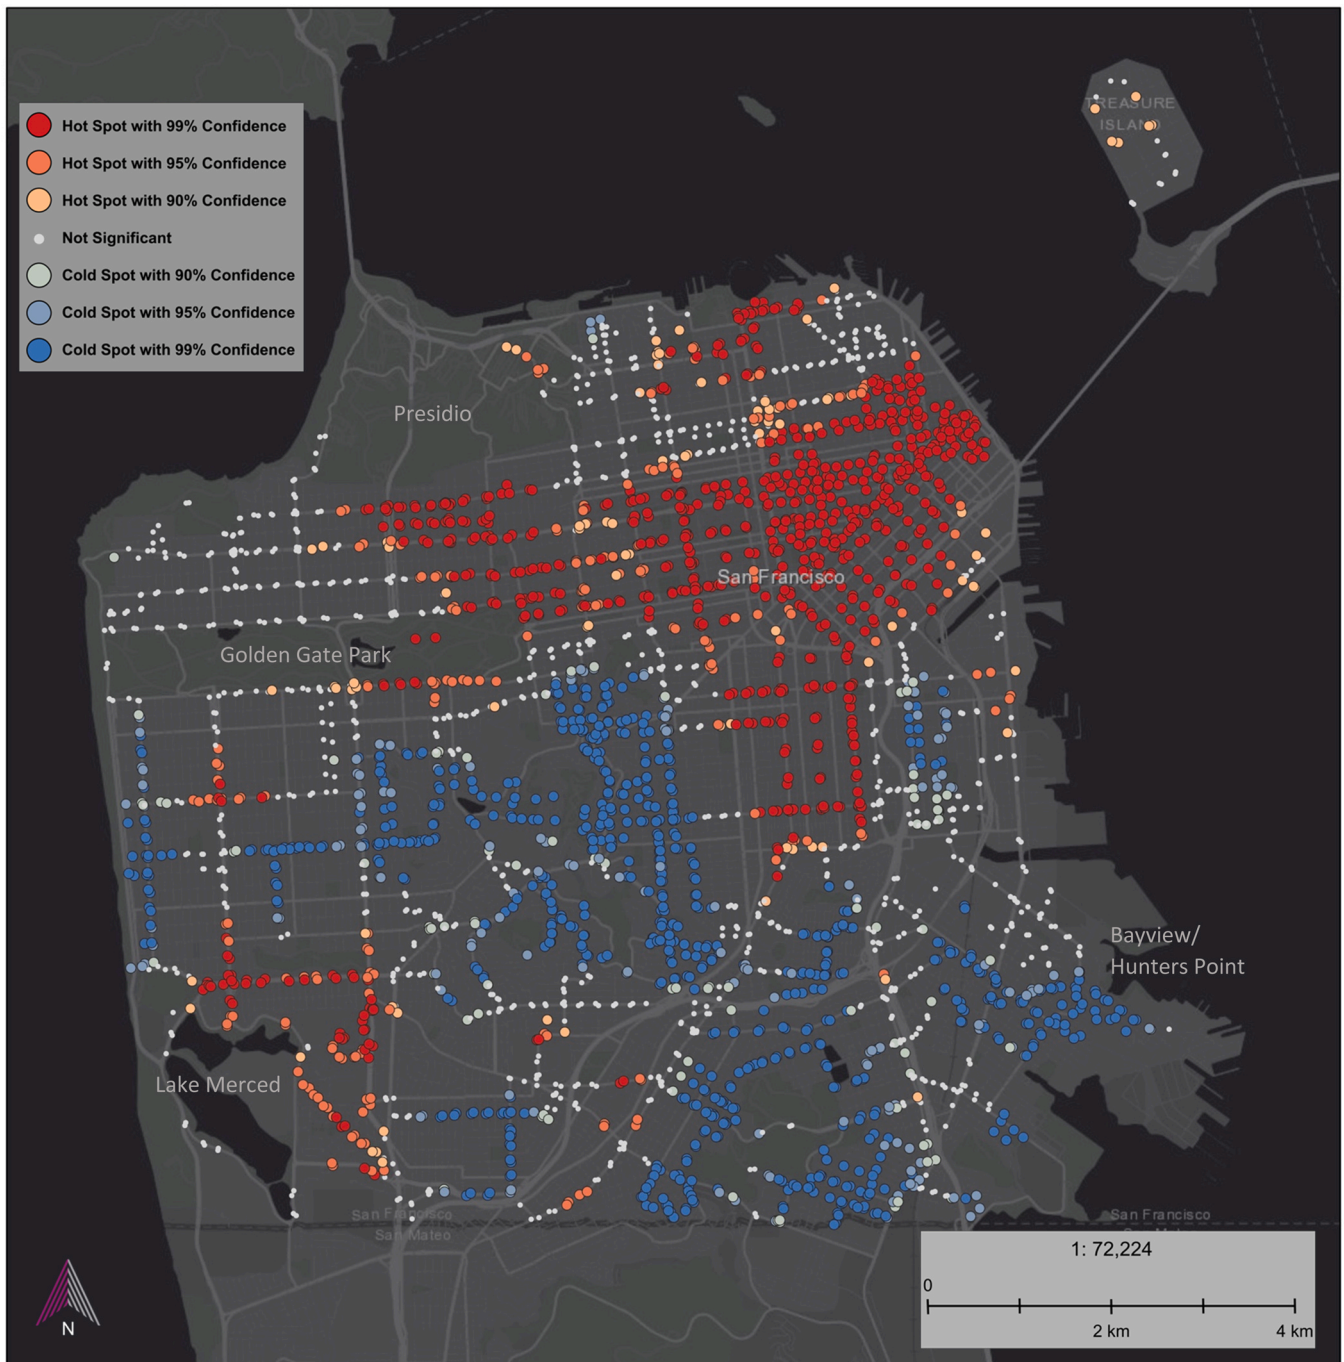 TREASURE
ISLAND
Hot Spot with 99% Confidence
Hot Spot with 95% Confidence
Hot Spot with 90% Confidence
Not Significant
Cold Spot with 90% Confidence
Cold Spot with 95% Confidence
Cold Spot with 99% Confidence
Presidio
San Francisco
Golden Gate Park
Bayview/
Hunters Point
Lake Merced
San Francisco
San Mateo
San Francisco
1: 72,224
0
2 km
4 km
N